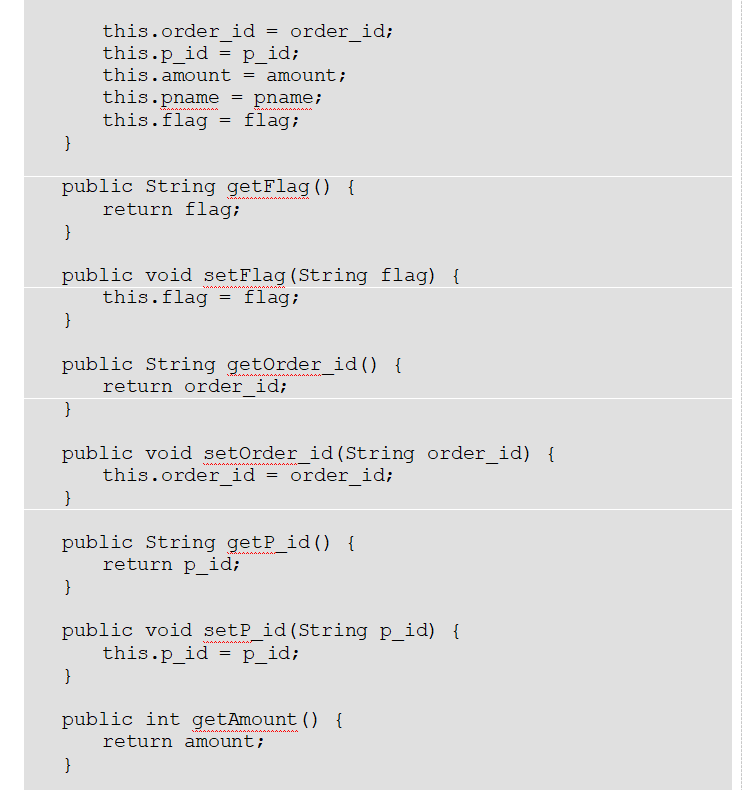 this.order_id = order_id;
this.p_id = p_id;
this.amount = amount;
this.pname = pname;
this.flag = flag;
}
public String getFlag() {
return flag;
}
public void setFlag(String flag) {
this.flag = flag;
}
public String getOrder_id() {
return order_id;
}
public void setOrder_id(String order_id) {
this.order_id = order_id;
}
public String getP_id() {
return p_id;
}
public void setP_id(String p_id) {
this.p_id = p_id;
}
public int getAmount() {
return amount;
}